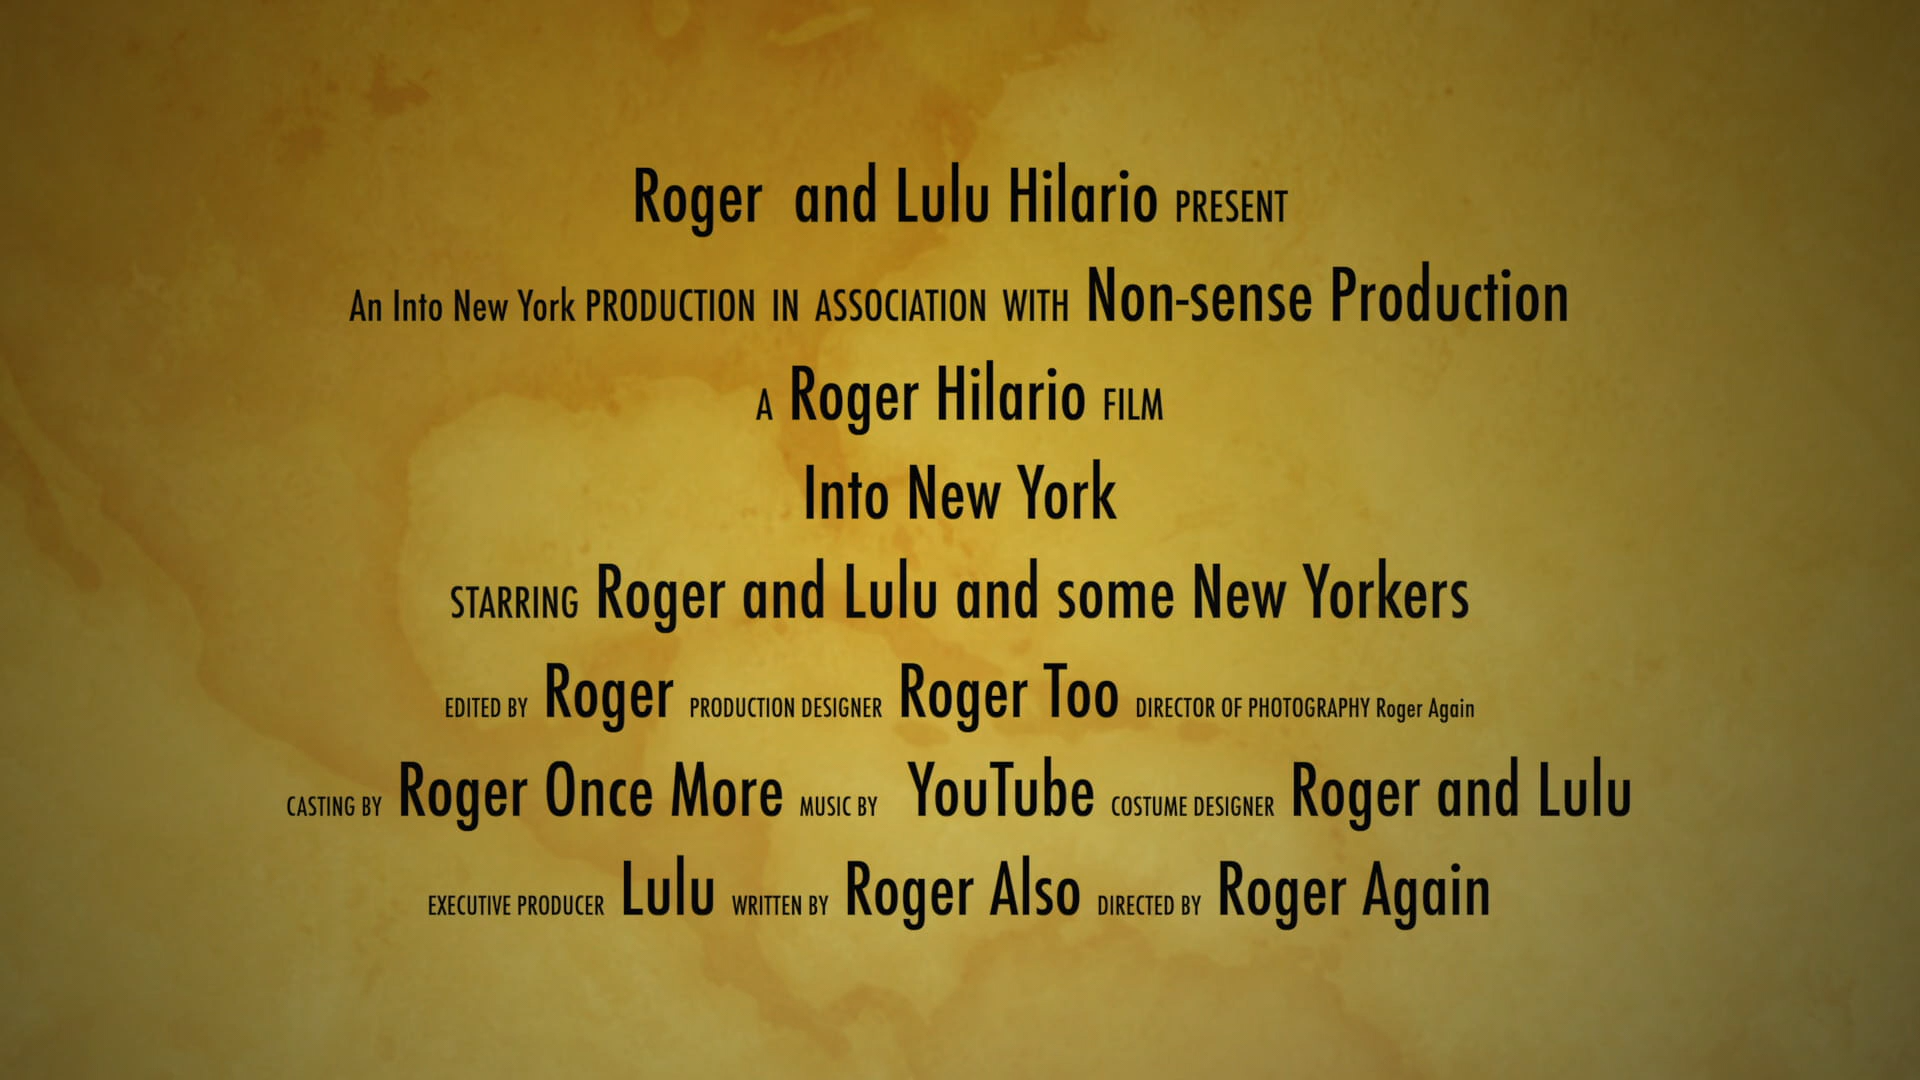 Roger and Lulu Hilario PRESENT
An Into New York PRODUCTION IN ASSOCIATION WITH Non-sense Production
A Roger Hilario FILM
Into New York
STARRING Roger and Lulu and some New Yorkers
EDITED BY Roger PRODUCTION DESIGNER Roger Too DIRECTOR OF PHOTOGRAPHY Roger Again
CASTING BY Roger Once More MUSIC BY YouTube COSTUME DESIGNER Roger and Lulu
EXECUTIVE PRODUCER Lulu WRITTEN BY Roger Also DIRECTED BY Roger Again